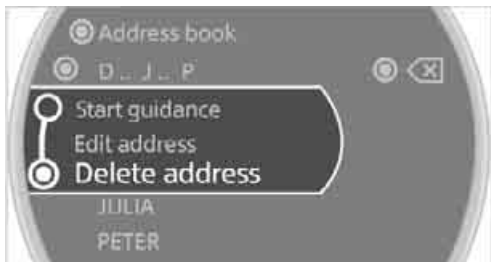 Address book
D .. J .. P
Start guidance
Edit address
Delete address
JULIA
PETER